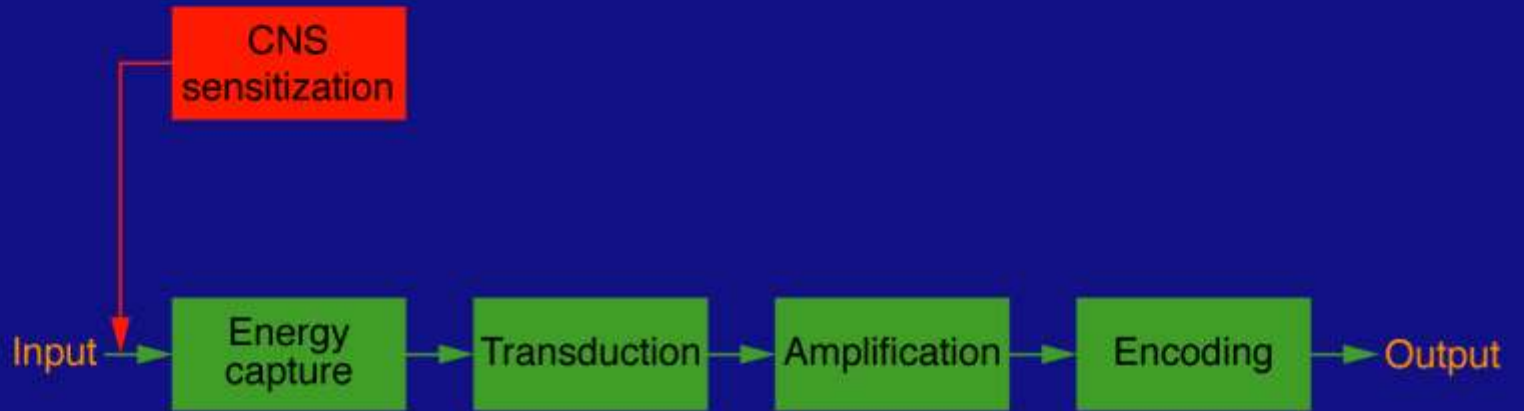 CNS
sensitization
Input
Energy
capture
Transduction
Amplification
Encoding
Output